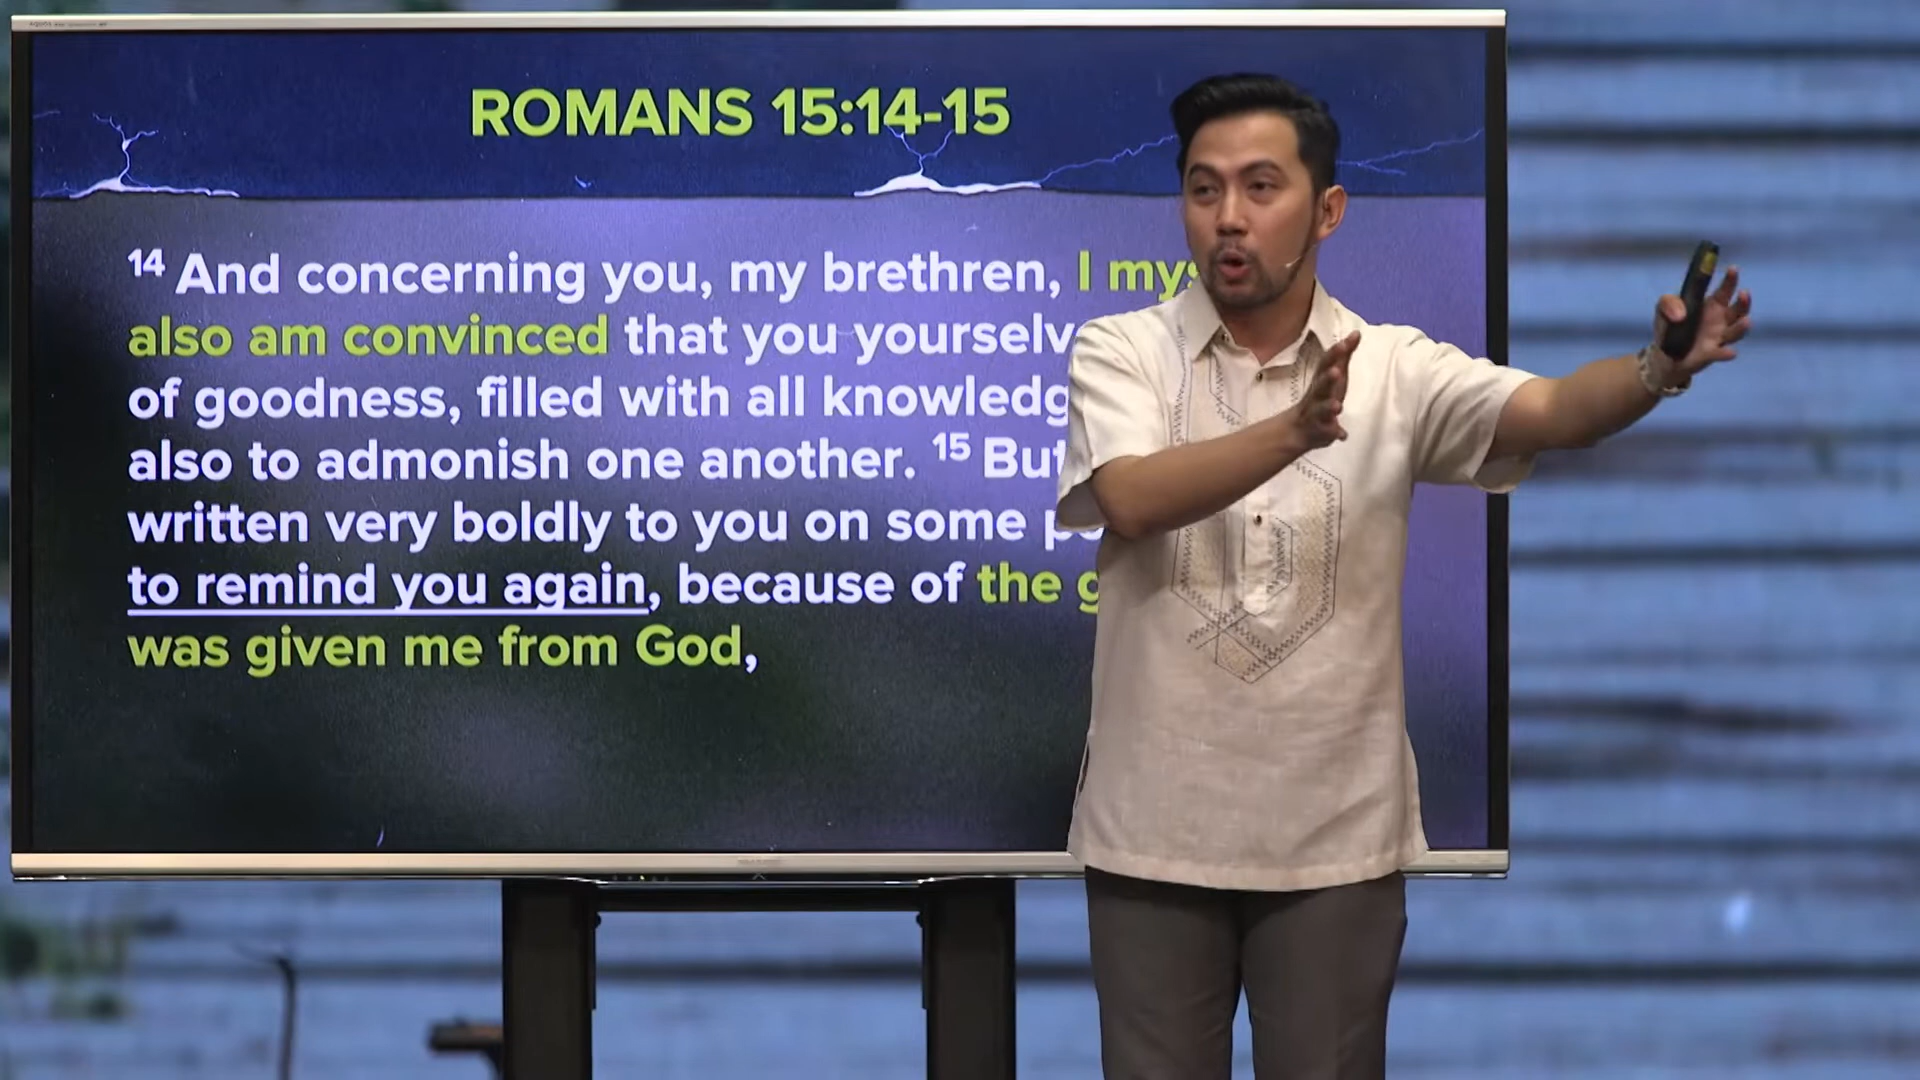 ROMANS 15:14-15
14 And concerning you, my brethren, I mys
also am convinced that you yourselv
of goodness, filled with all knowledg
also to admonish one another. 15 But
written very boldly to you on some p
to remind you again, because of the g
was given me from God,